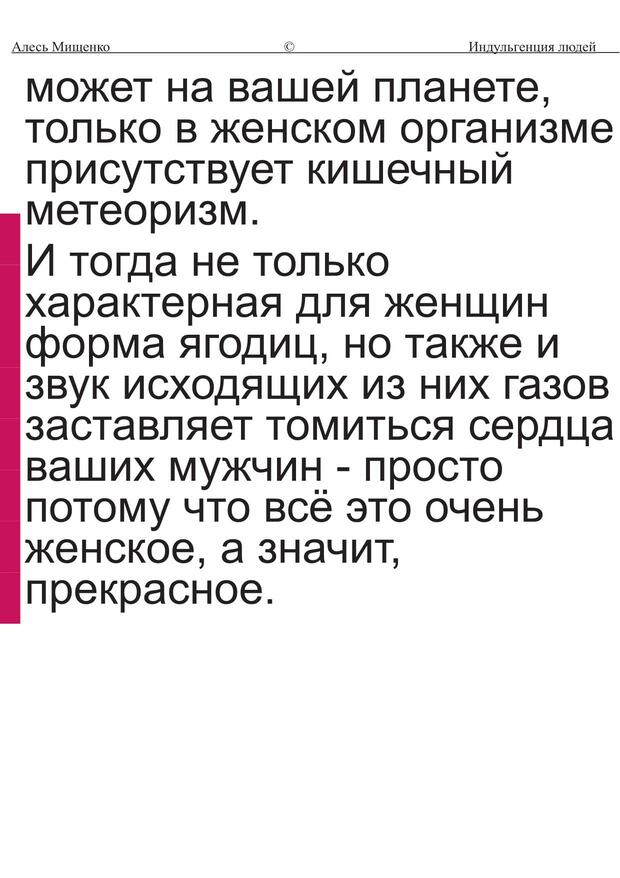 Алесь Мищенко © Индульгенция людей
может на вашей планете,
только в женском организме
присутствует кишечный
метеоризм.
И тогда не только
характерная для женщин
форма ягодиц, но также и
звук исходящих из них газов
заставляет томиться сердца
ваших мужчин - просто
потому что всё это очень
женское, а значит,
прекрасное.